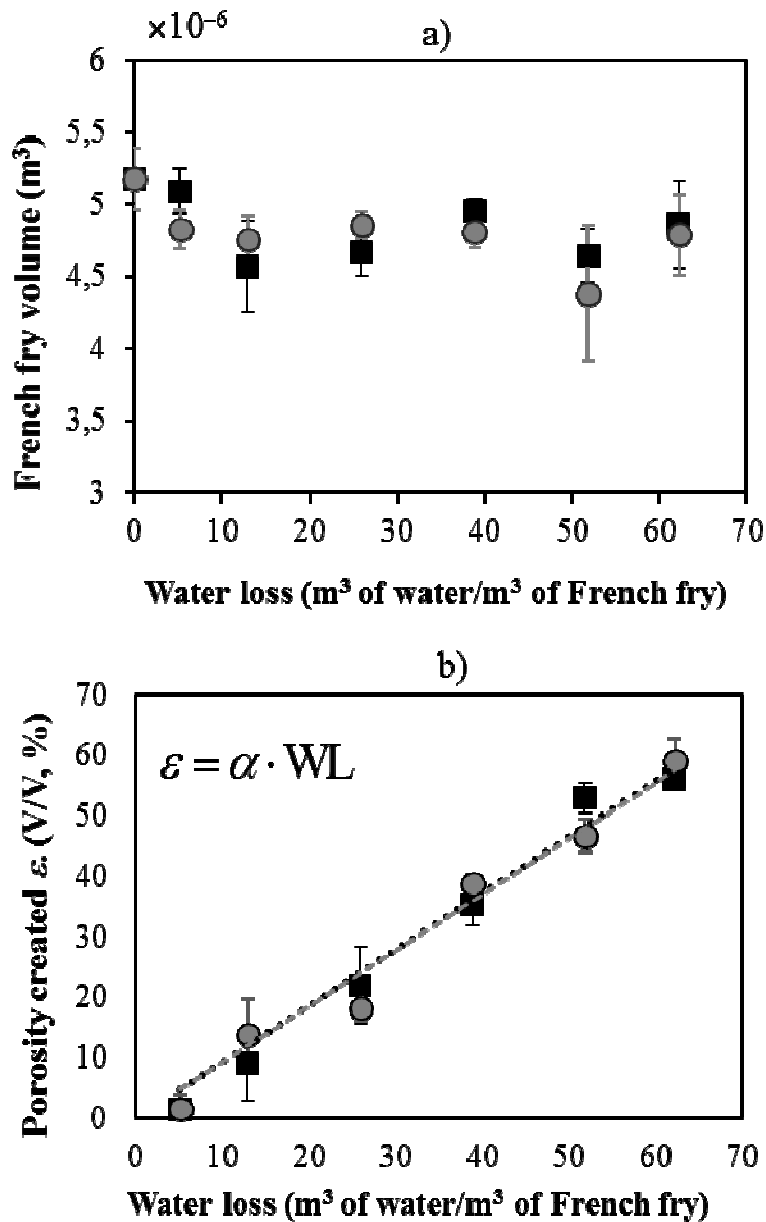 ×10⁻⁶
a)
6
5,5
5
4,5
4
3,5
3
French fry volume (m³)
0 10 20 30 40 50 60 70
Water loss (m³ of water/m³ of French fry)
b)
70
60
50
40
30
20
10
0
ε = α · WL
Porosity created ε. (V/V, %)
0 10 20 30 40 50 60 70
Water loss (m³ of water/m³ of French fry)